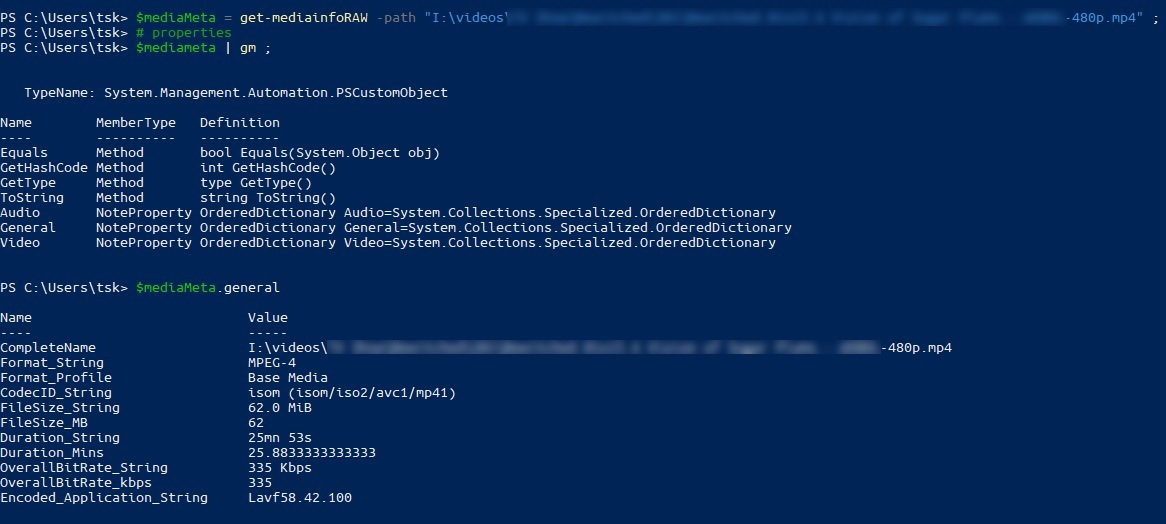 PS C:\Users\tsk> $mediaMeta = get-mediainfoRAW -path "I:\videos\ -480p.mp4" ;
PS C:\Users\tsk> # properties
PS C:\Users\tsk> $mediameta | gm ;
TypeName: System.Management.Automation.PSCustomObject
Name MemberType Definition
---- ---------- ----------
Equals Method bool Equals(System.Object obj)
GetHashCode Method int GetHashCode()
GetType Method type GetType()
ToString Method string ToString()
Audio NoteProperty OrderedDictionary Audio=System.Collections.Specialized.OrderedDictionary
General NoteProperty OrderedDictionary General=System.Collections.Specialized.OrderedDictionary
Video NoteProperty OrderedDictionary Video=System.Collections.Specialized.OrderedDictionary
PS C:\Users\tsk> $mediaMeta.general
Name Value
---- -----
CompleteName I:\videos\ -480p.mp4
Format_String MPEG-4
Format_Profile Base Media
CodecID_String isom (isom/iso2/avc1/mp41)
FileSize_String 62.0 MiB
FileSize_MB 62
Duration_String 25mn 53s
Duration_Mins 25.8833333333333
OverallBitRate_String 335 Kbps
OverallBitRate_kbps 335
Encoded_Application_String Lavf58.42.100